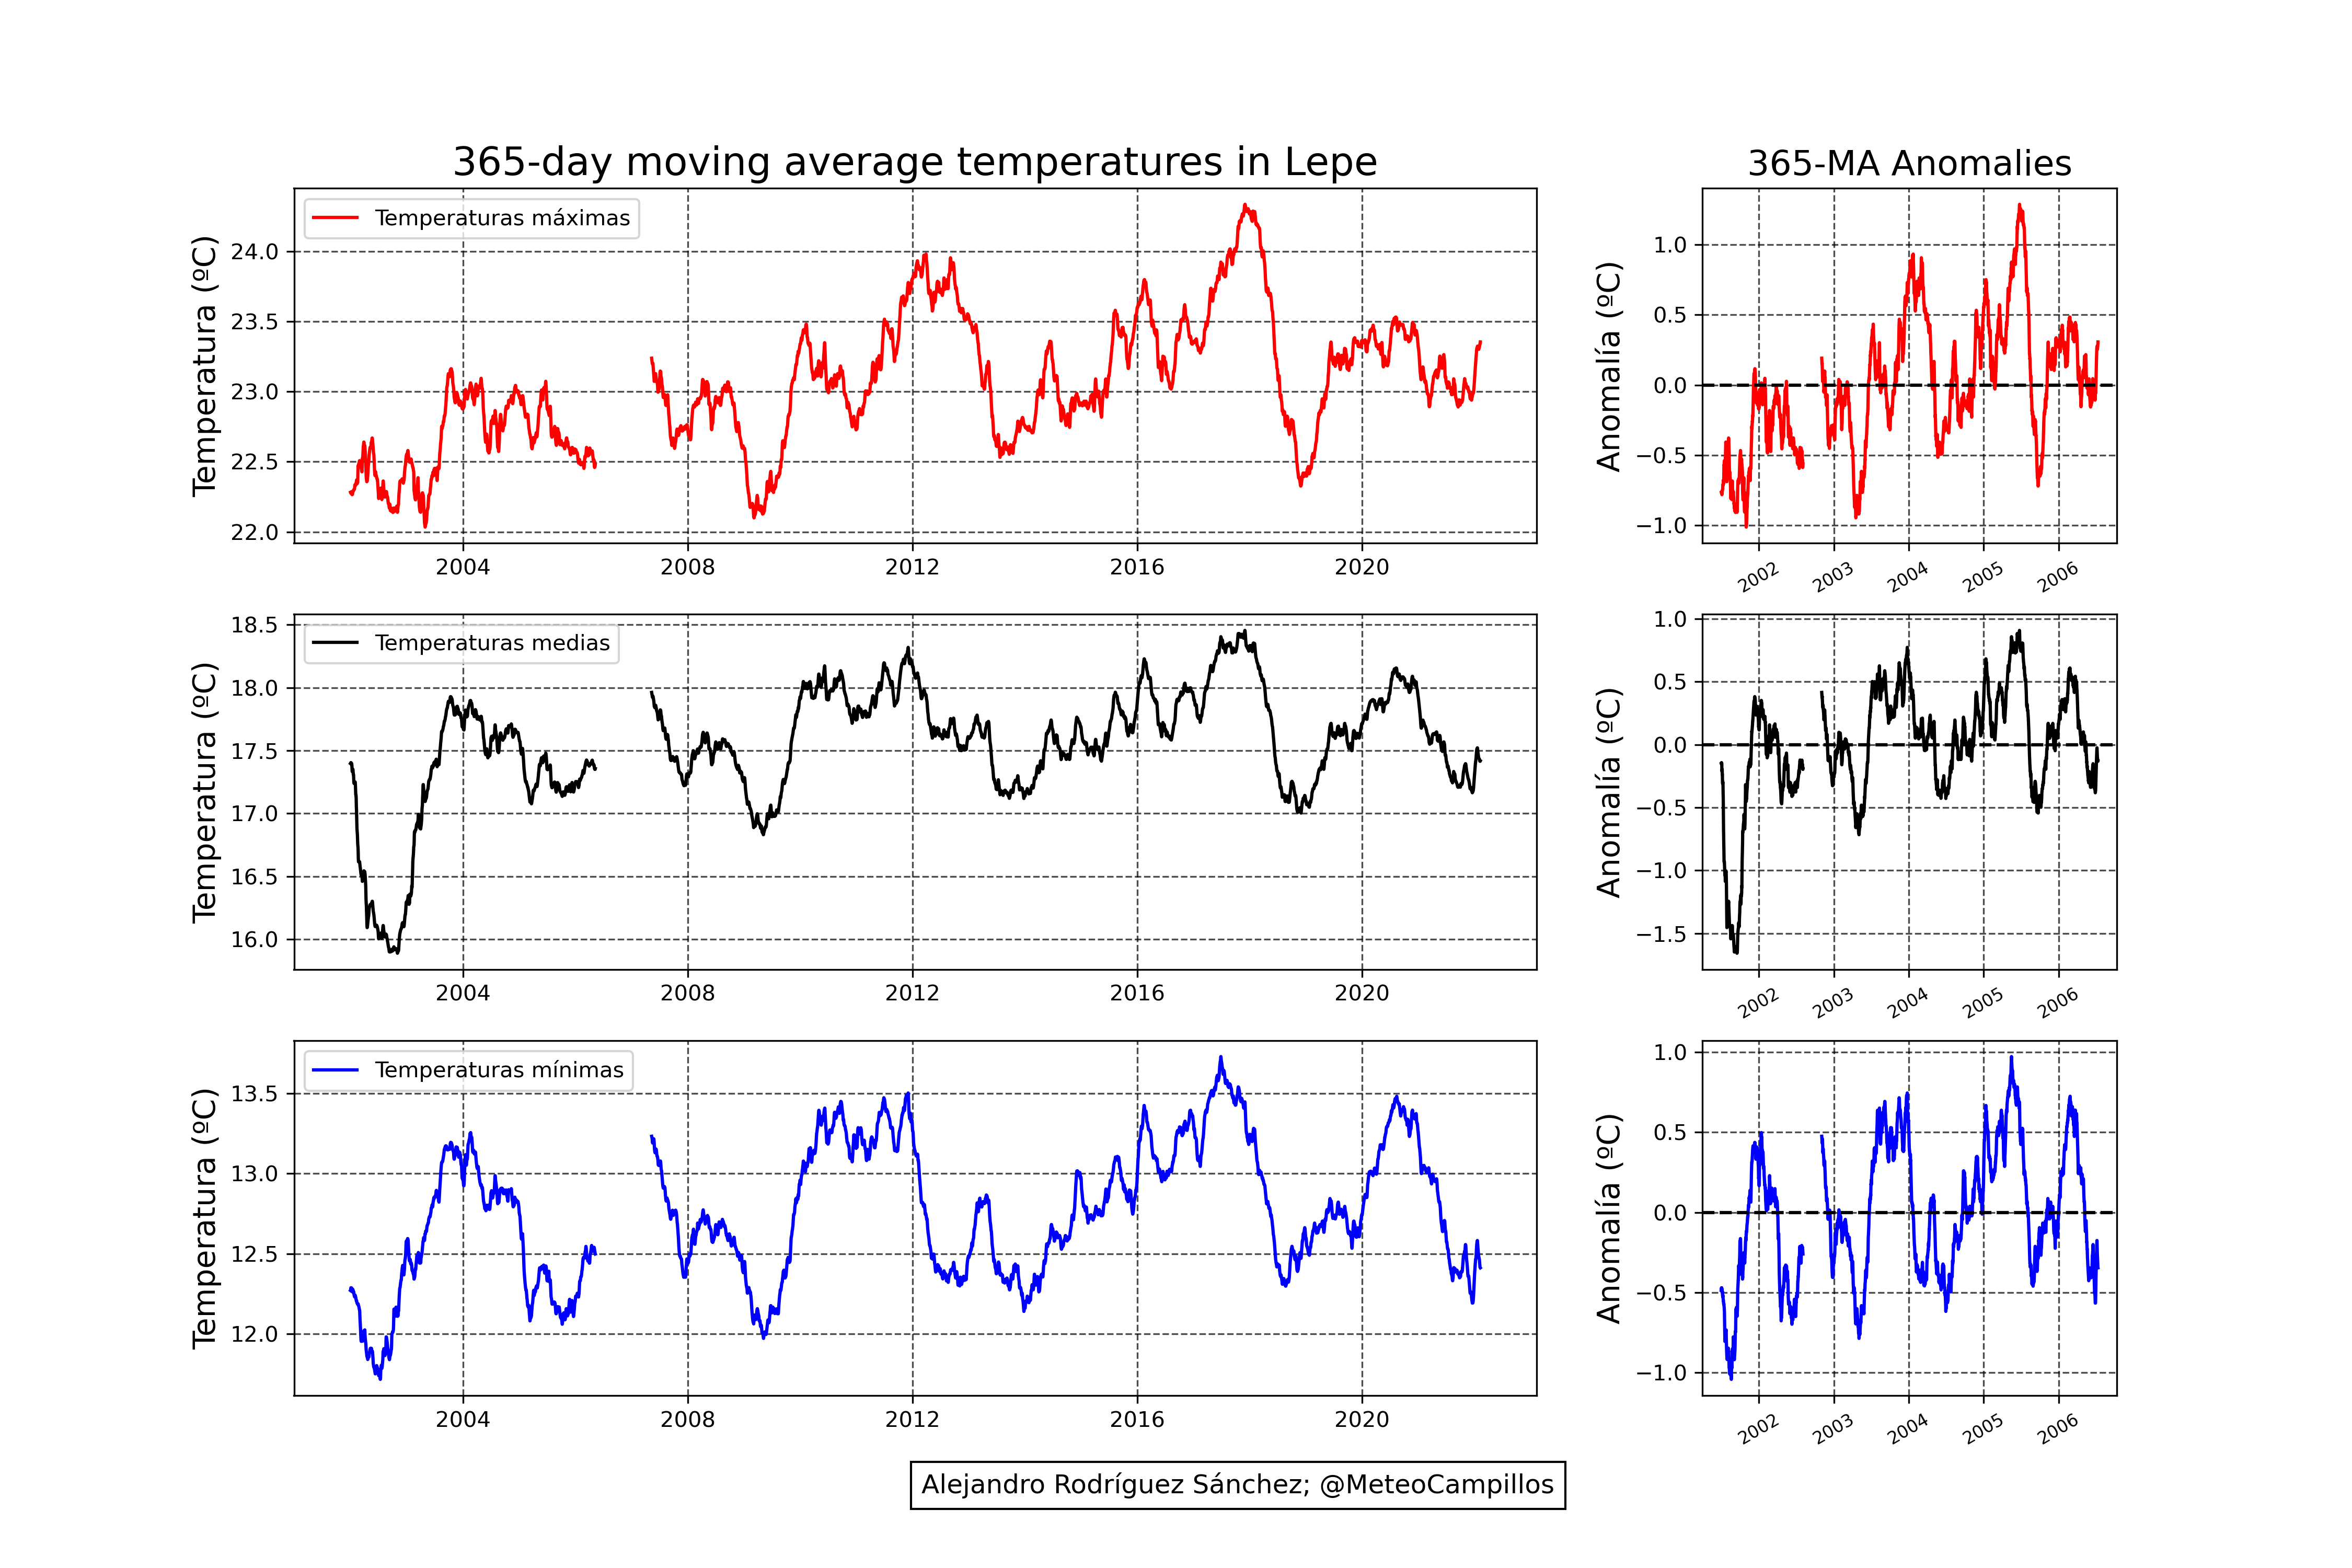 365-day moving average temperatures in Lepe
365-MA Anomalies
Temperatura (ºC)
24.0
23.5
23.0
22.5
22.0
Temperaturas máximas
2004 2008 2012 2016 2020
Anomalía (ºC)
1.0
0.5
0.0
−0.5
−1.0
2002 2003 2004 2005 2006
Temperatura (ºC)
18.5
18.0
17.5
17.0
16.5
16.0
Temperaturas medias
2004 2008 2012 2016 2020
Anomalía (ºC)
1.0
0.5
0.0
−0.5
−1.0
−1.5
2002 2003 2004 2005 2006
Temperatura (ºC)
13.5
13.0
12.5
12.0
Temperaturas mínimas
2004 2008 2012 2016 2020
Anomalía (ºC)
1.0
0.5
0.0
−0.5
−1.0
2002 2003 2004 2005 2006
Alejandro Rodríguez Sánchez; @MeteoCampillos